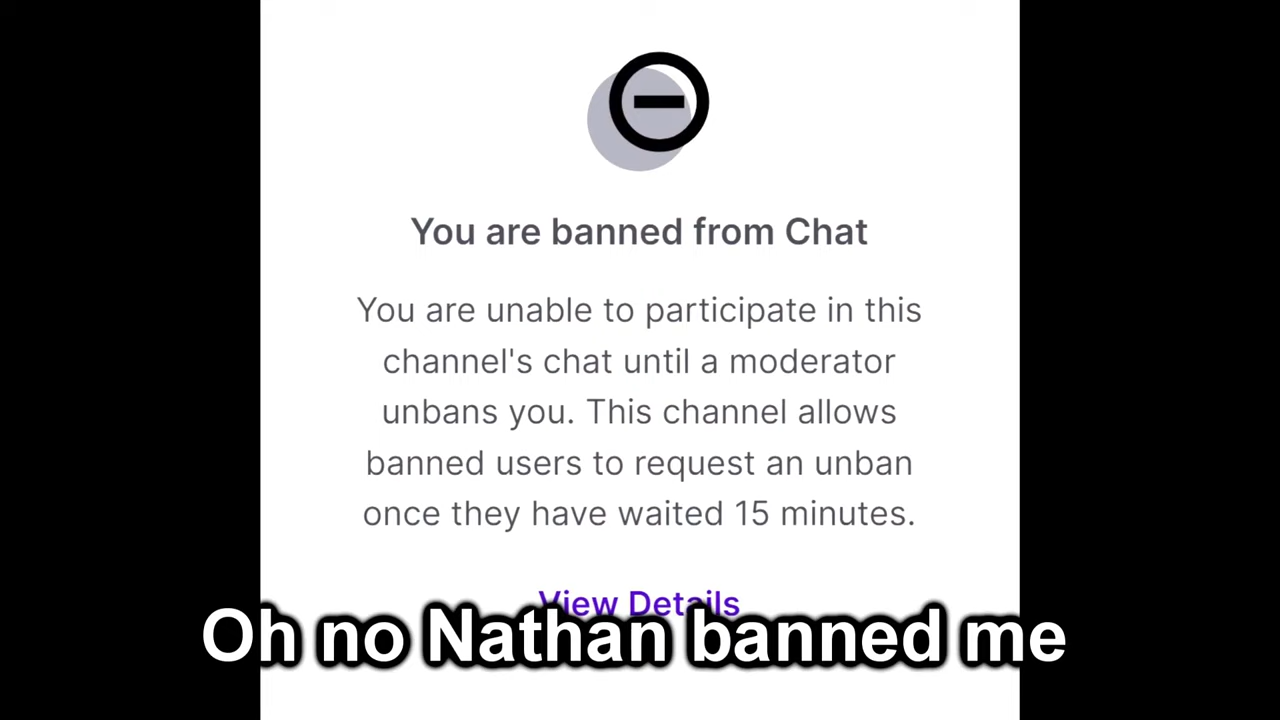 You are banned from Chat
You are unable to participate in this
channel's chat until a moderator
unbans you. This channel allows
banned users to request an unban
once they have waited 15 minutes.
View Details
Oh no Nathan banned me